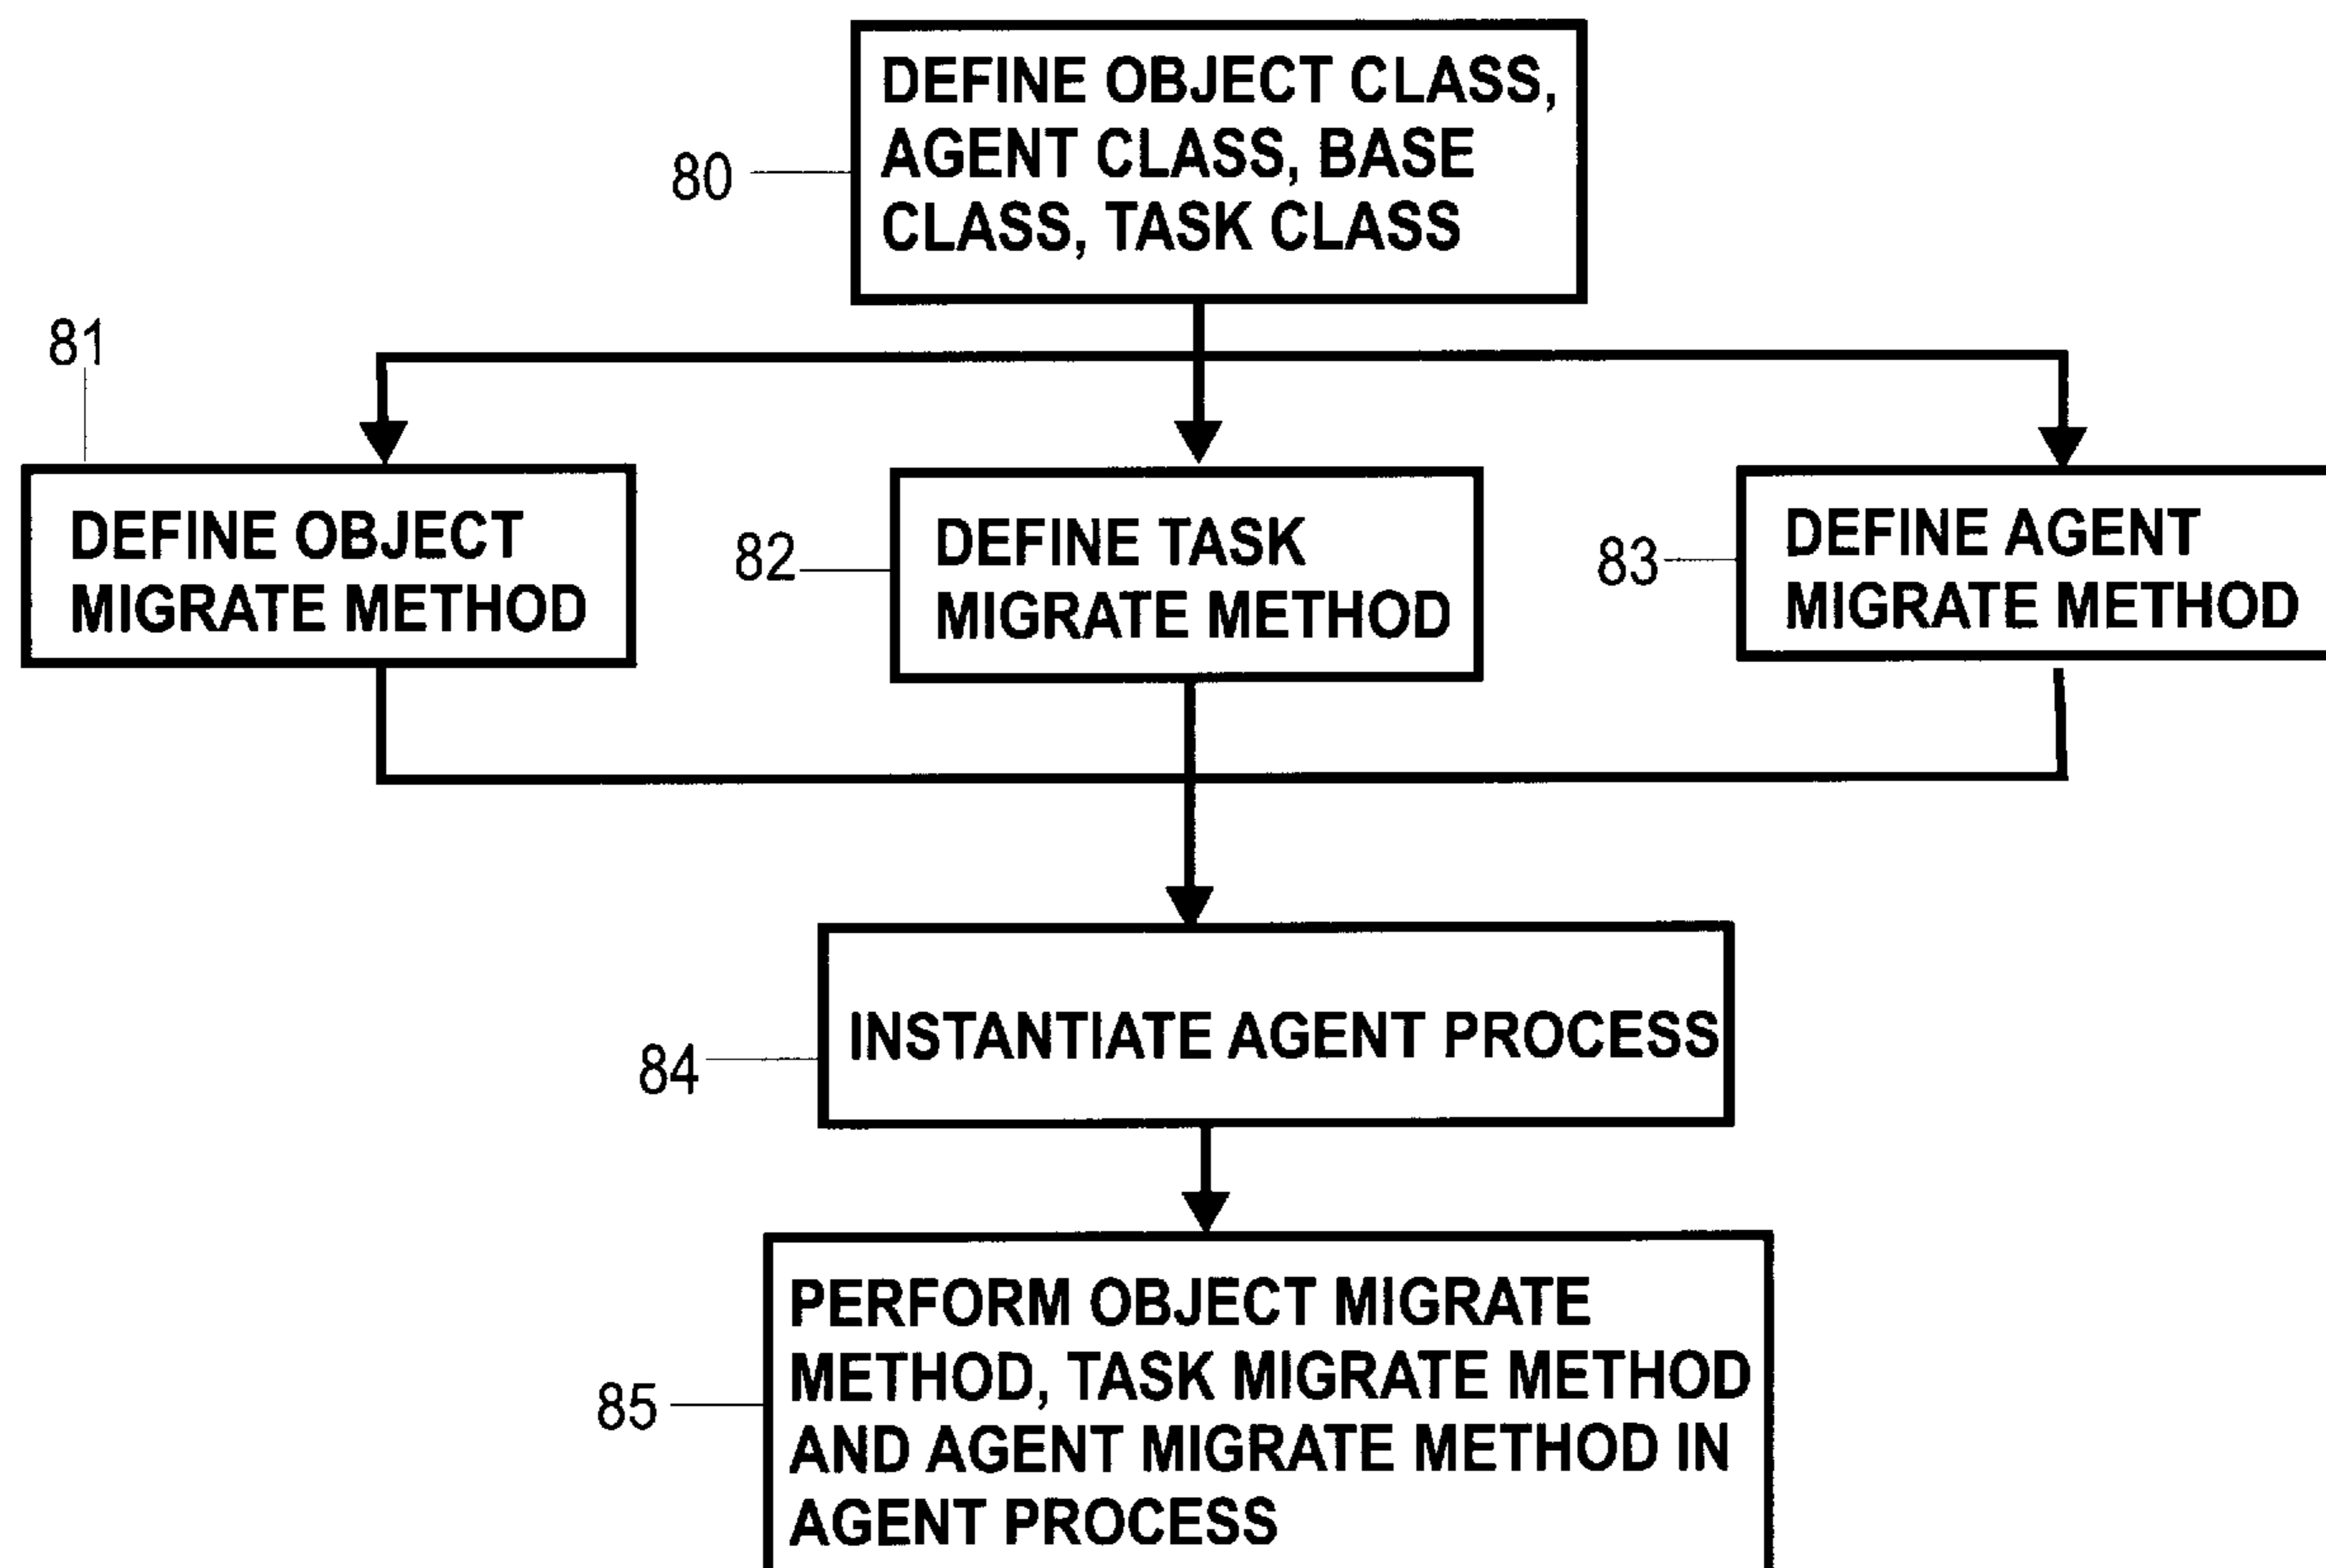 DEFINE OBJECT CLASS,
AGENT CLASS, BASE
CLASS, TASK CLASS
80
81
DEFINE OBJECT
MIGRATE METHOD
82
DEFINE TASK
MIGRATE METHOD
83
DEFINE AGENT
MIGRATE METHOD
84
INSTANTIATE AGENT PROCESS
85
PERFORM OBJECT MIGRATE
METHOD, TASK MIGRATE METHOD
AND AGENT MIGRATE METHOD IN
AGENT PROCESS